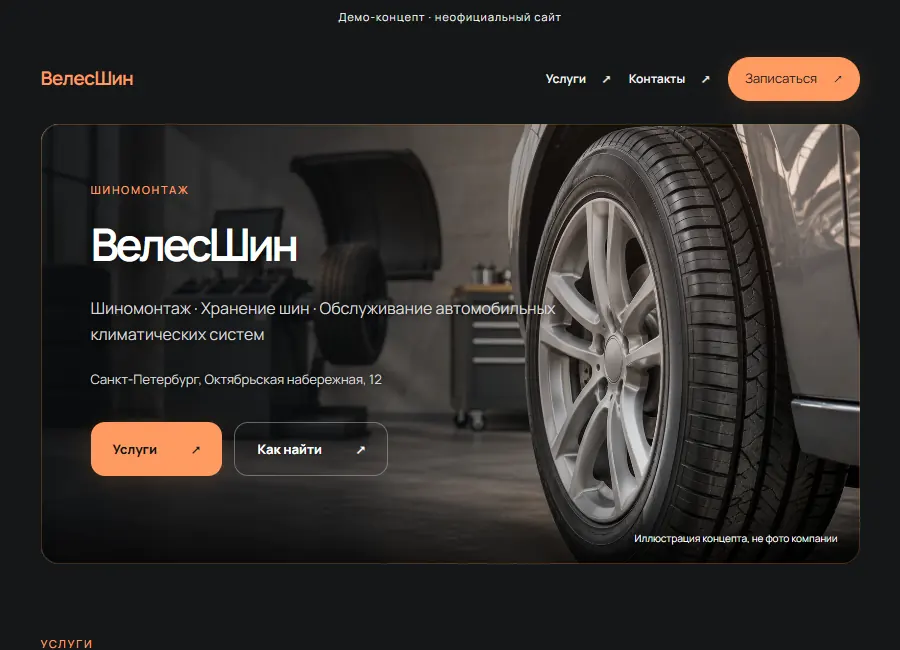 Демо-концепт · неофициальный сайт
ВелесШин
Услуги ↗ Контакты ↗ Записаться ↗
ШИНОМОНТАЖ
ВелесШин
Шиномонтаж · Хранение шин · Обслуживание автомобильных
климатических систем
Санкт-Петербург, Октябрьская набережная, 12
Услуги ↗ Как найти ↗
Иллюстрация концепта, не фото компании
УСЛУГИ